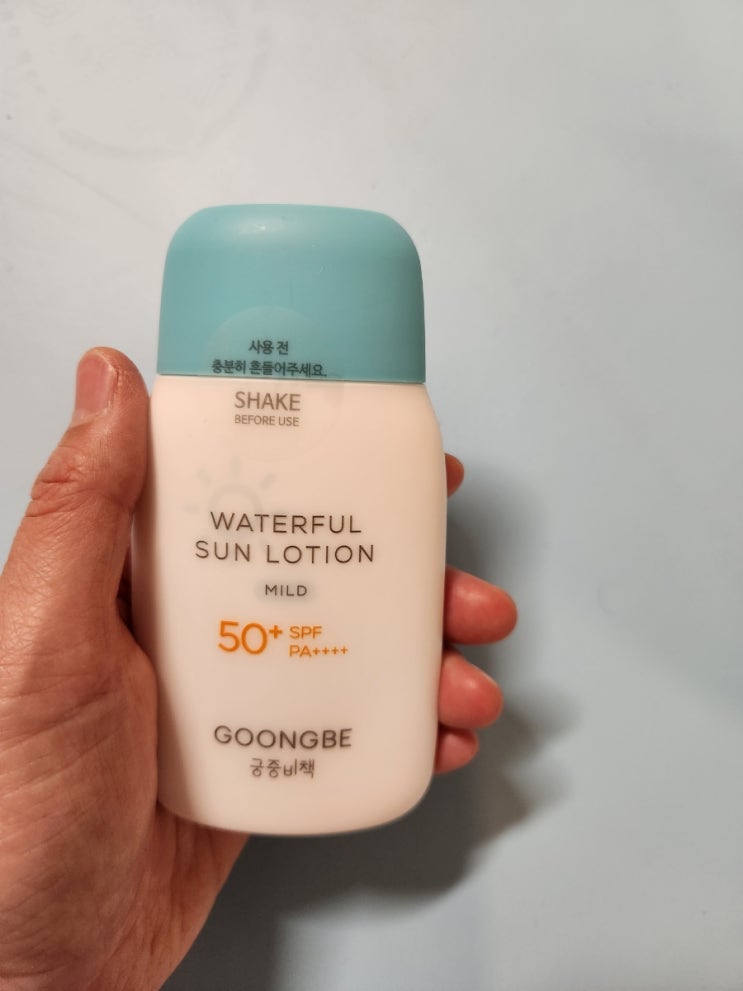 사용 전
충분히 흔들어주세요.
SHAKE
BEFORE USE
WATERFUL
SUN LOTION
MILD
50+ SPF
PA++++
GOONGBE
궁중비책